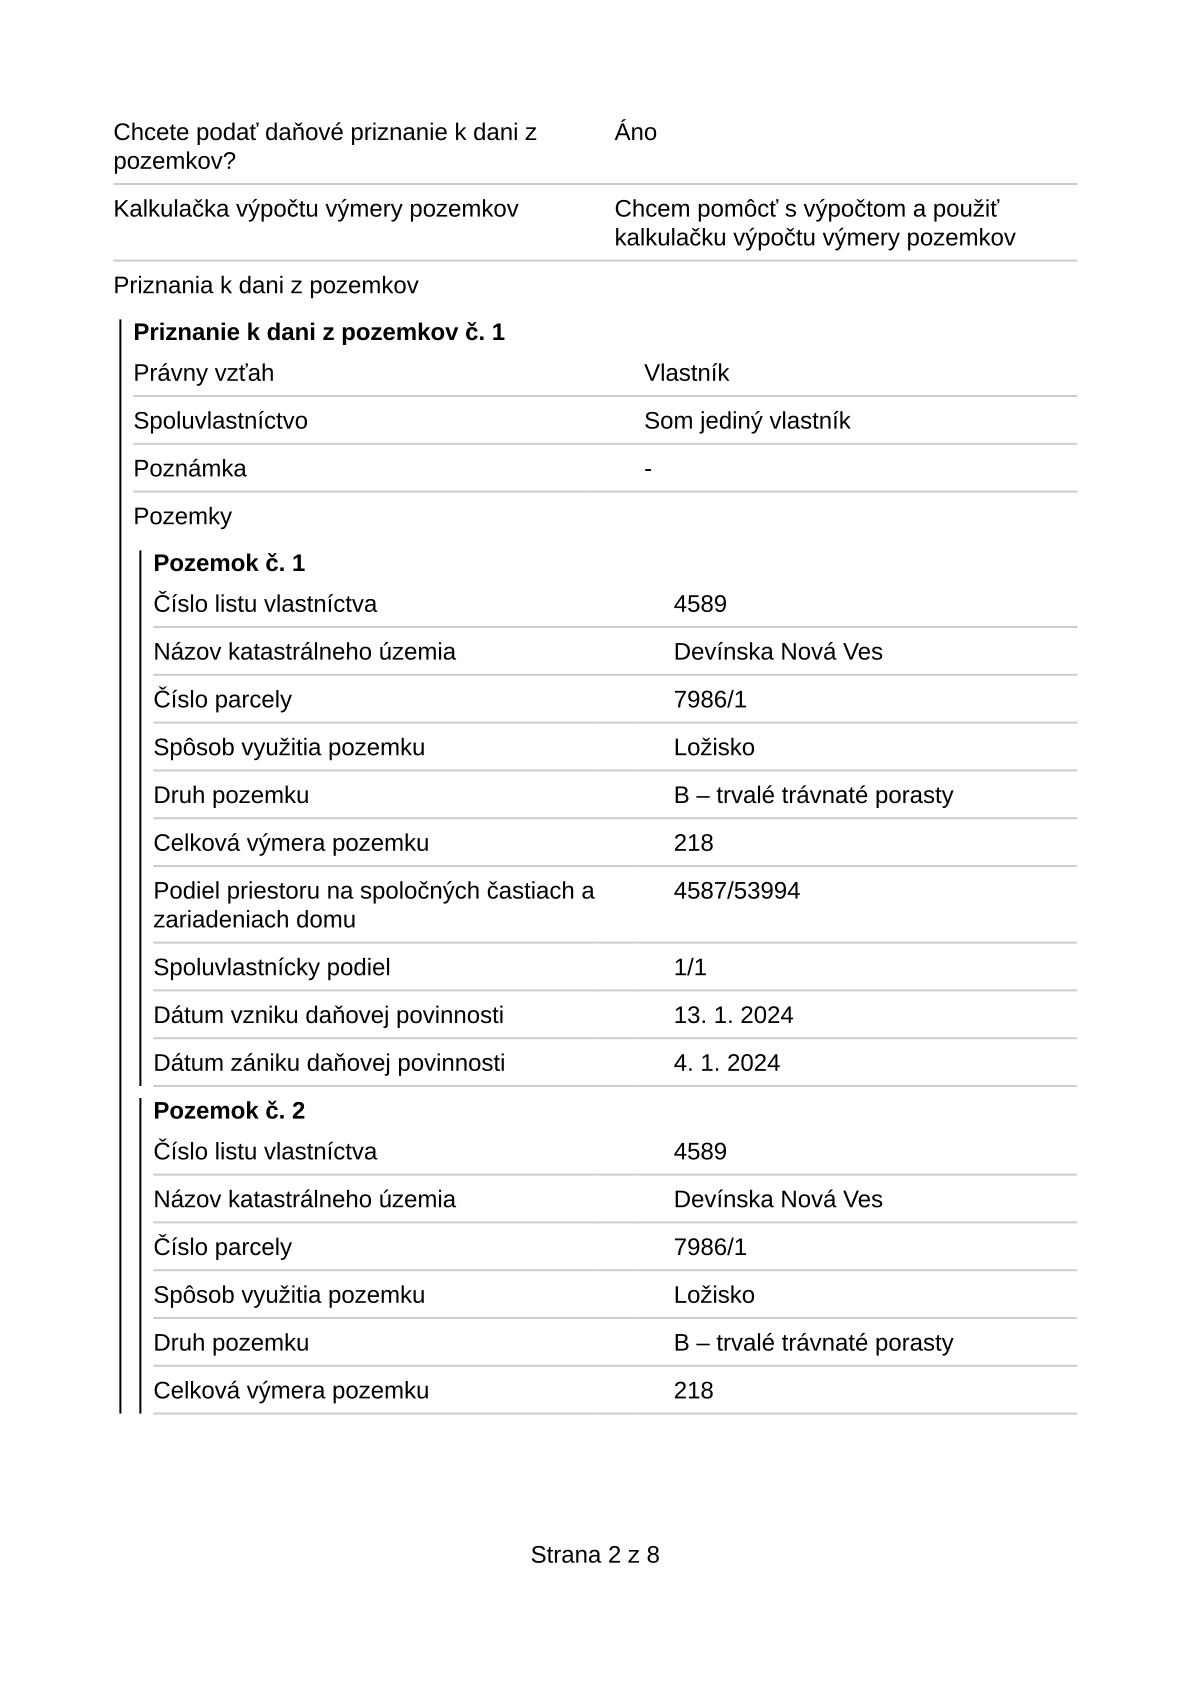 Chcete podať daňové priznanie k dani z
pozemkov?
Áno
Kalkulačka výpočtu výmery pozemkov
Chcem pomôcť s výpočtom a použiť
kalkulačku výpočtu výmery pozemkov
Priznania k dani z pozemkov
Priznanie k dani z pozemkov č. 1
Právny vzťah
Vlastník
Spoluvlastníctvo
Som jediný vlastník
Poznámka
-
Pozemky
Pozemok č. 1
Číslo listu vlastníctva
4589
Názov katastrálneho územia
Devínska Nová Ves
Číslo parcely
7986/1
Spôsob využitia pozemku
Ložisko
Druh pozemku
B – trvalé trávnaté porasty
Celková výmera pozemku
218
Podiel priestoru na spoločných častiach a
zariadeniach domu
4587/53994
Spoluvlastnícky podiel
1/1
Dátum vzniku daňovej povinnosti
13. 1. 2024
Dátum zániku daňovej povinnosti
4. 1. 2024
Pozemok č. 2
Číslo listu vlastníctva
4589
Názov katastrálneho územia
Devínska Nová Ves
Číslo parcely
7986/1
Spôsob využitia pozemku
Ložisko
Druh pozemku
B – trvalé trávnaté porasty
Celková výmera pozemku
218
Strana 2 z 8